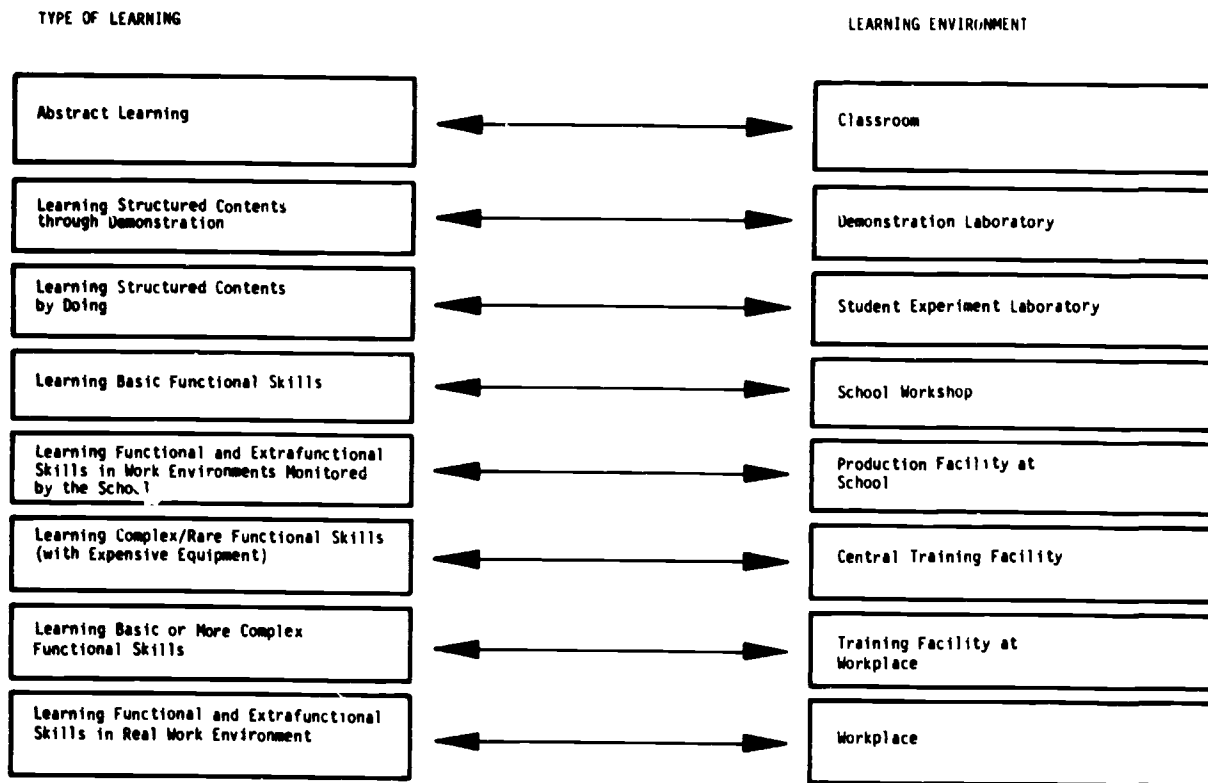 TYPE OF LEARNING
LEARNING ENVIRONMENT
Abstract Learning
Classroom
Learning Structured Contents
through Demonstration
Demonstration Laboratory
Learning Structured Contents
by Doing
Student Experiment Laboratory
Learning Basic Functional Skills
School Workshop
Learning Functional and Extrafunctional
Skills in Work Environments Monitored
by the School
Production Facility at
School
Learning Complex/Rare Functional Skills
(with Expensive Equipment)
Central Training Facility
Learning Basic or More Complex
Functional Skills
Training Facility at
Workplace
Learning Functional and Extrafunctional
Skills in Real Work Environment
Workplace